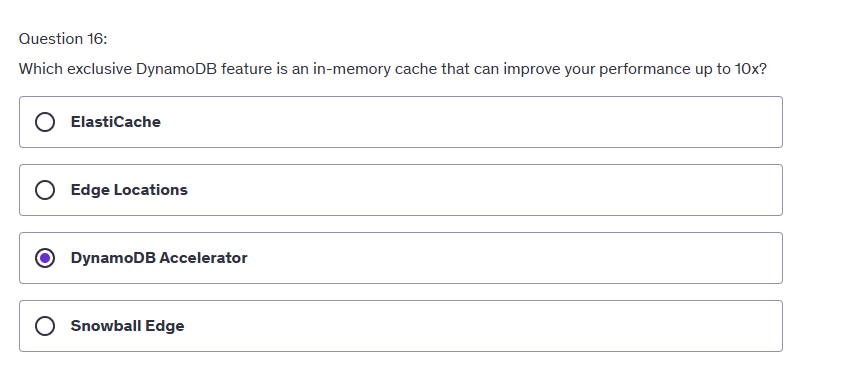 Question 16:
Which exclusive DynamoDB feature is an in-memory cache that can improve your performance up to 10x?
ElastiCache
Edge Locations
DynamoDB Accelerator
Snowball Edge